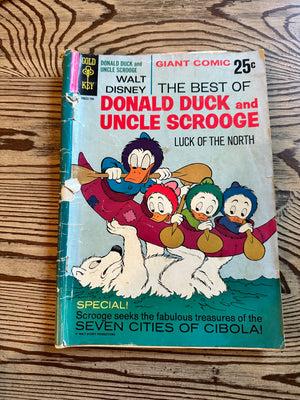 GOLD
KEY
DONALD DUCK and
UNCLE SCROOGE
GIANT COMIC 25¢
WALT
DISNEY
THE BEST OF
DONALD DUCK and
UNCLE SCROOGE
LUCK OF THE NORTH
SPECIAL!
Scrooge seeks the fabulous treasures of the
SEVEN CITIES OF CIBOLA!